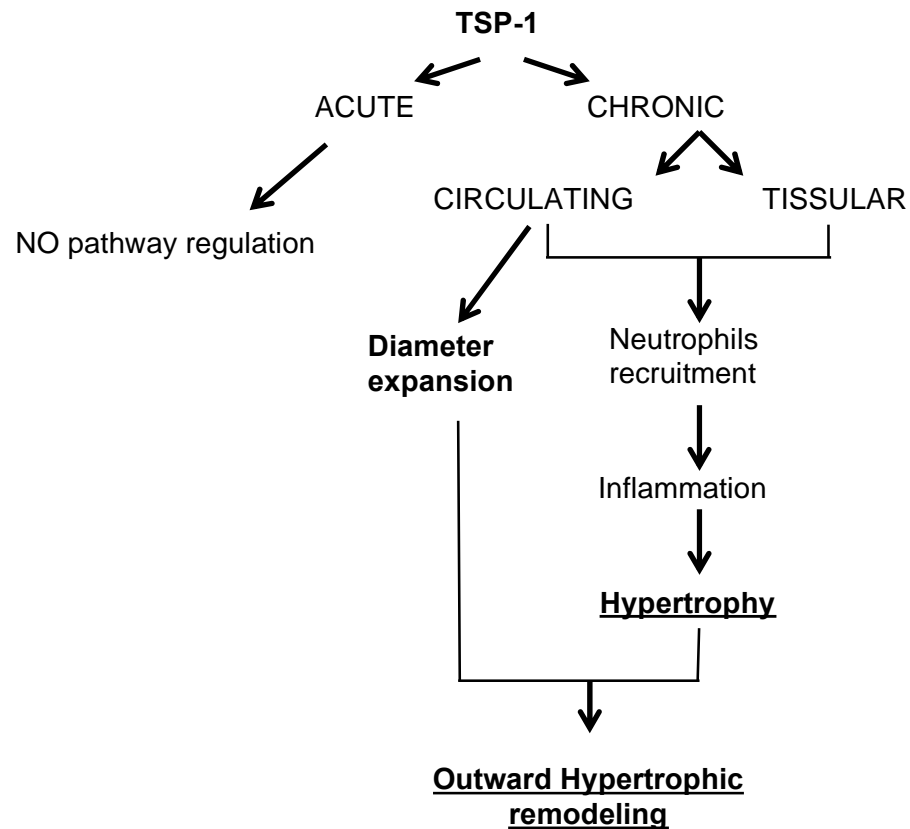 TSP-1
ACUTE
CHRONIC
CIRCULATING
TISSULAR
NO pathway regulation
Diameter
expansion
Neutrophils
recruitment
Inflammation
Hypertrophy
Outward Hypertrophic
remodeling